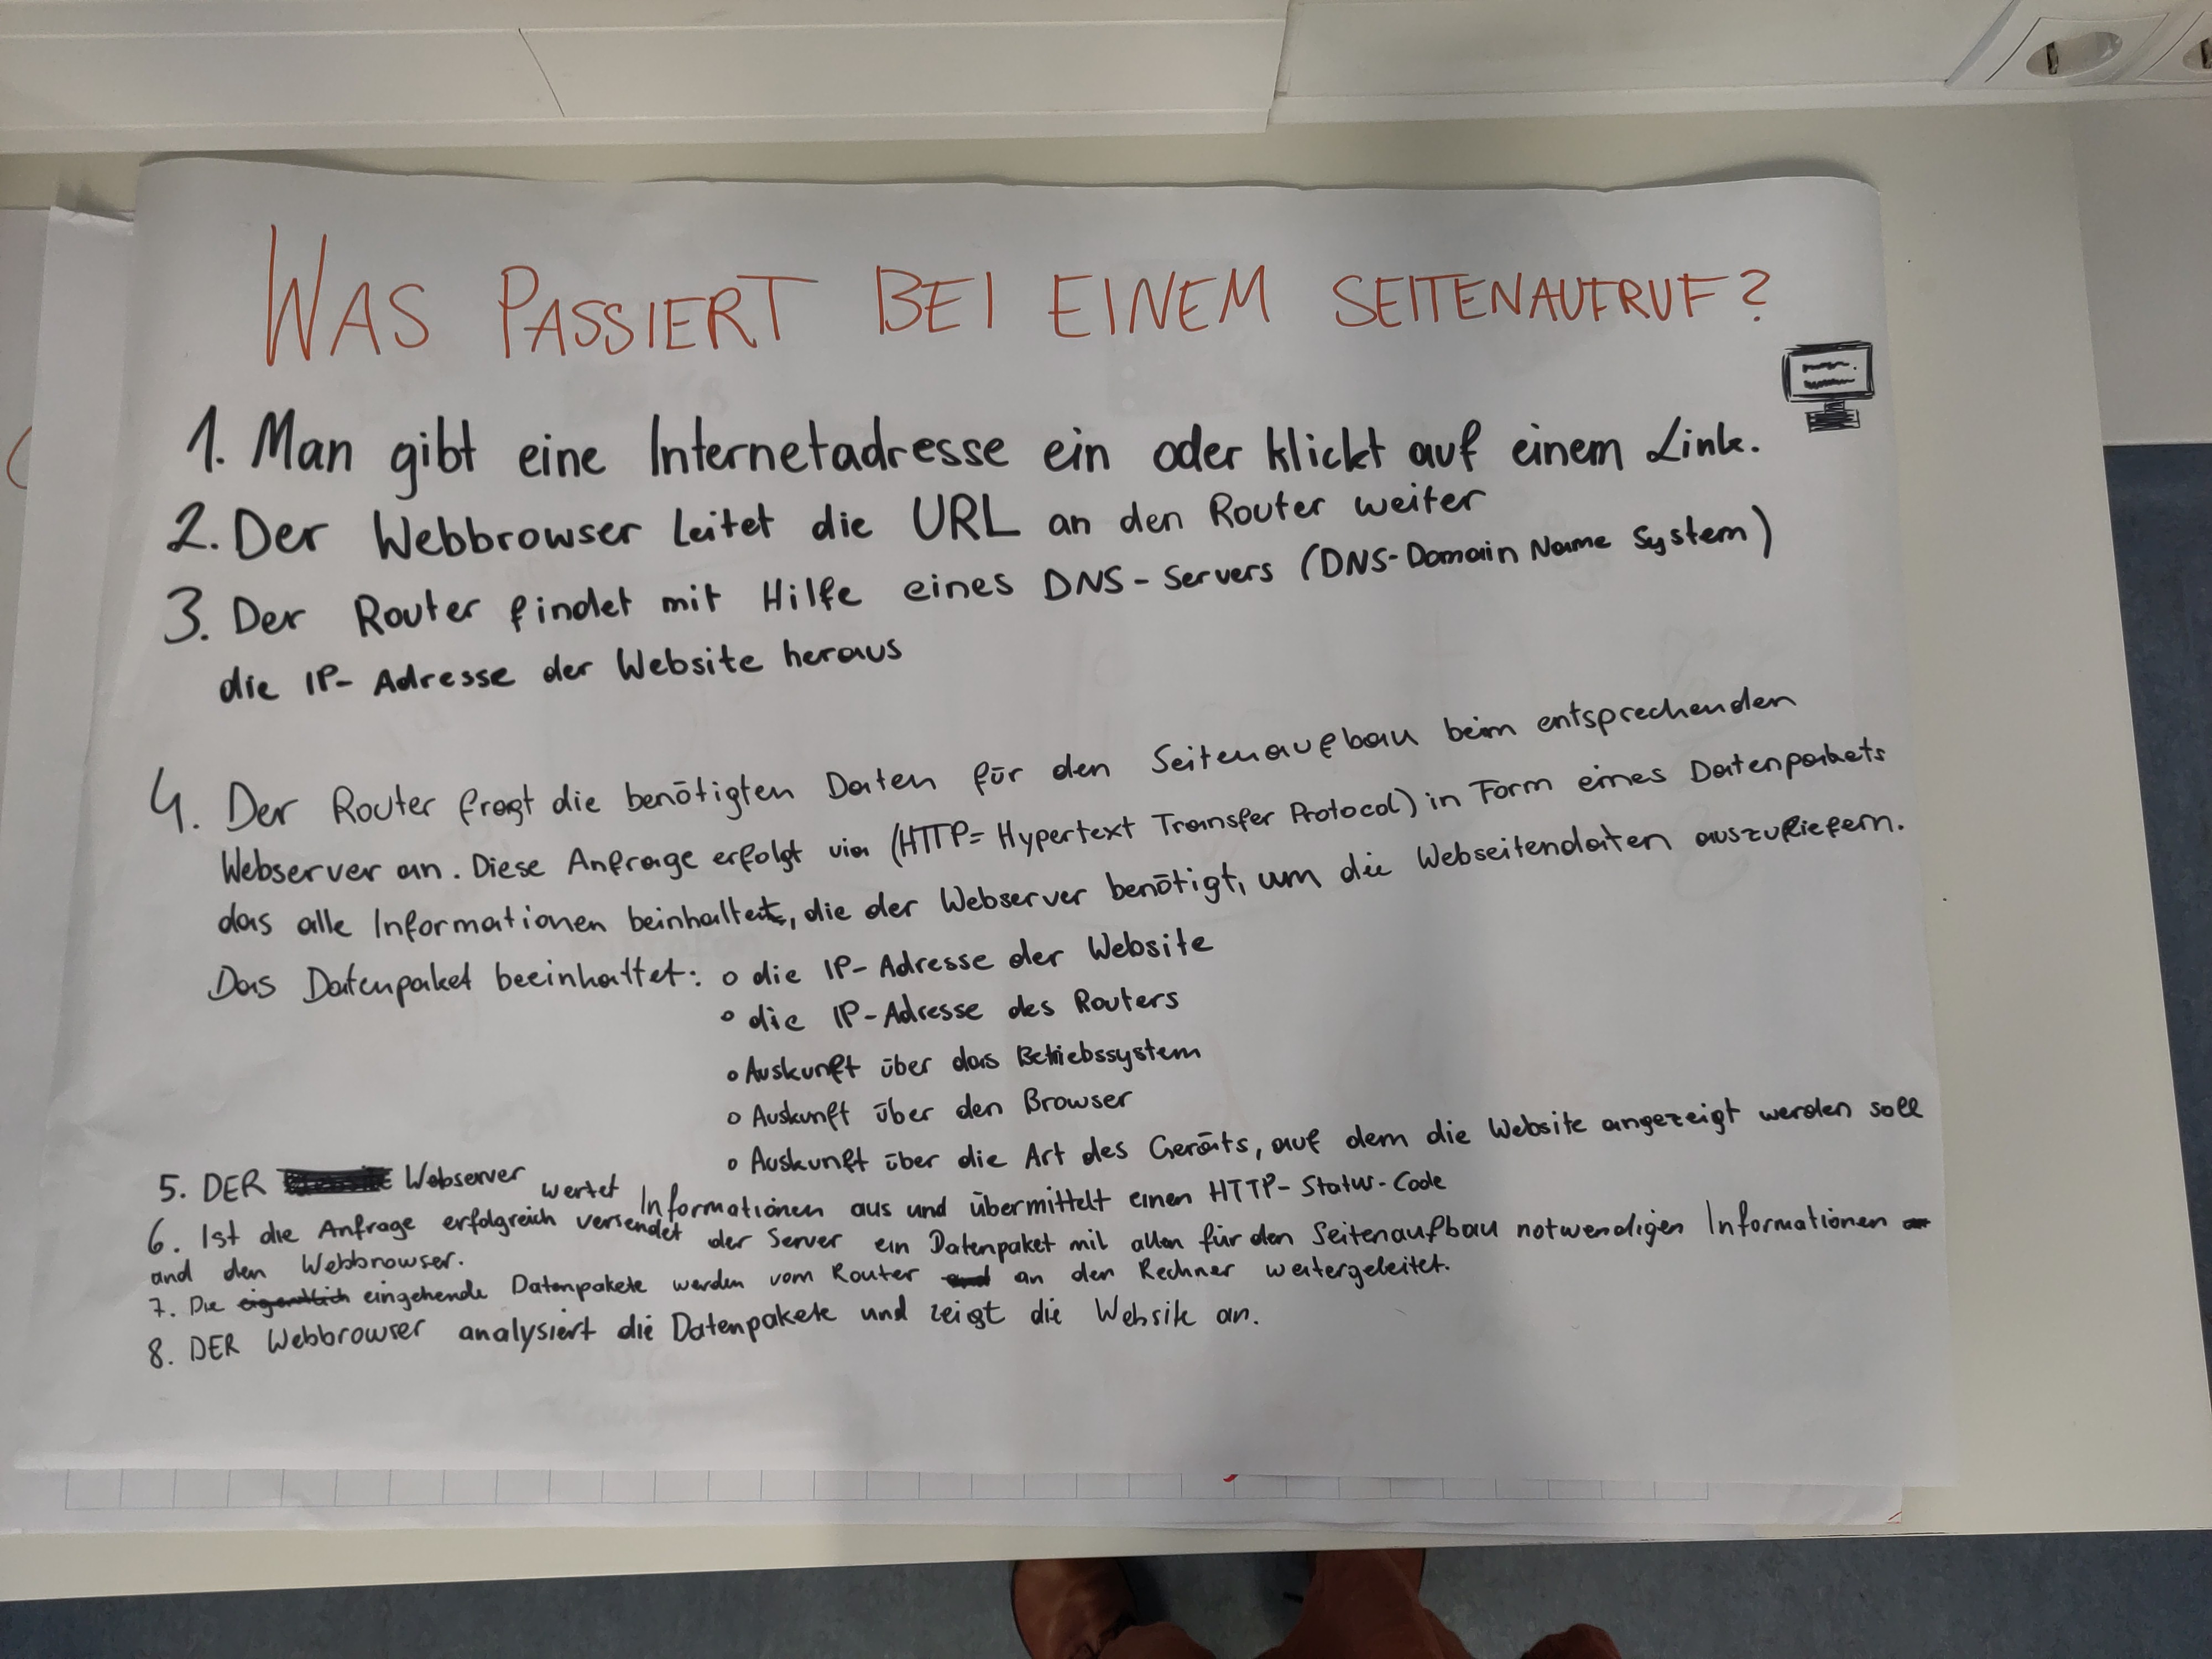 WAS PASSIERT BEI EINEM SEITENAUFRUF?
1. Man gibt eine Internetadresse ein oder klickt auf einem Link.
2. Der Webbrowser leitet die URL an den Router weiter
3. Der Router findet mit Hilfe eines DNS-Servers (DNS-Domain Name System)
die IP-Adresse der Website heraus
4. Der Router fragt die benötigten Daten für den Seitenaufbau beim entsprechenden
Webserver an. Diese Anfrage erfolgt via (HTTP= Hypertext Transfer Protocol) in Form eines Datenpakets
das alle Informationen beinhaltet, die der Webserver benötigt, um die Webseitendaten auszuliefern.
Das Datenpaket beeinhaltet: o die IP-Adresse der Website
o die IP-Adresse des Routers
o Auskunft über das Betriebssystem
o Auskunft über den Browser
o Auskunft über die Art des Geräts, auf dem die Website angezeigt werden soll
5. DER Webserver wertet Informationen aus und übermittelt einen HTTP-Status-Code
6. Ist die Anfrage erfolgreich versendet der Server ein Datenpaket mit allen für den Seitenaufbau notwendigen Informationen
and den Webbrowser.
7. Die eigentlich eingehende Datenpakete werden vom Router and an den Rechner weitergeleitet.
8. DER Webbrowser analysiert die Datenpakete und zeigt die Website an.